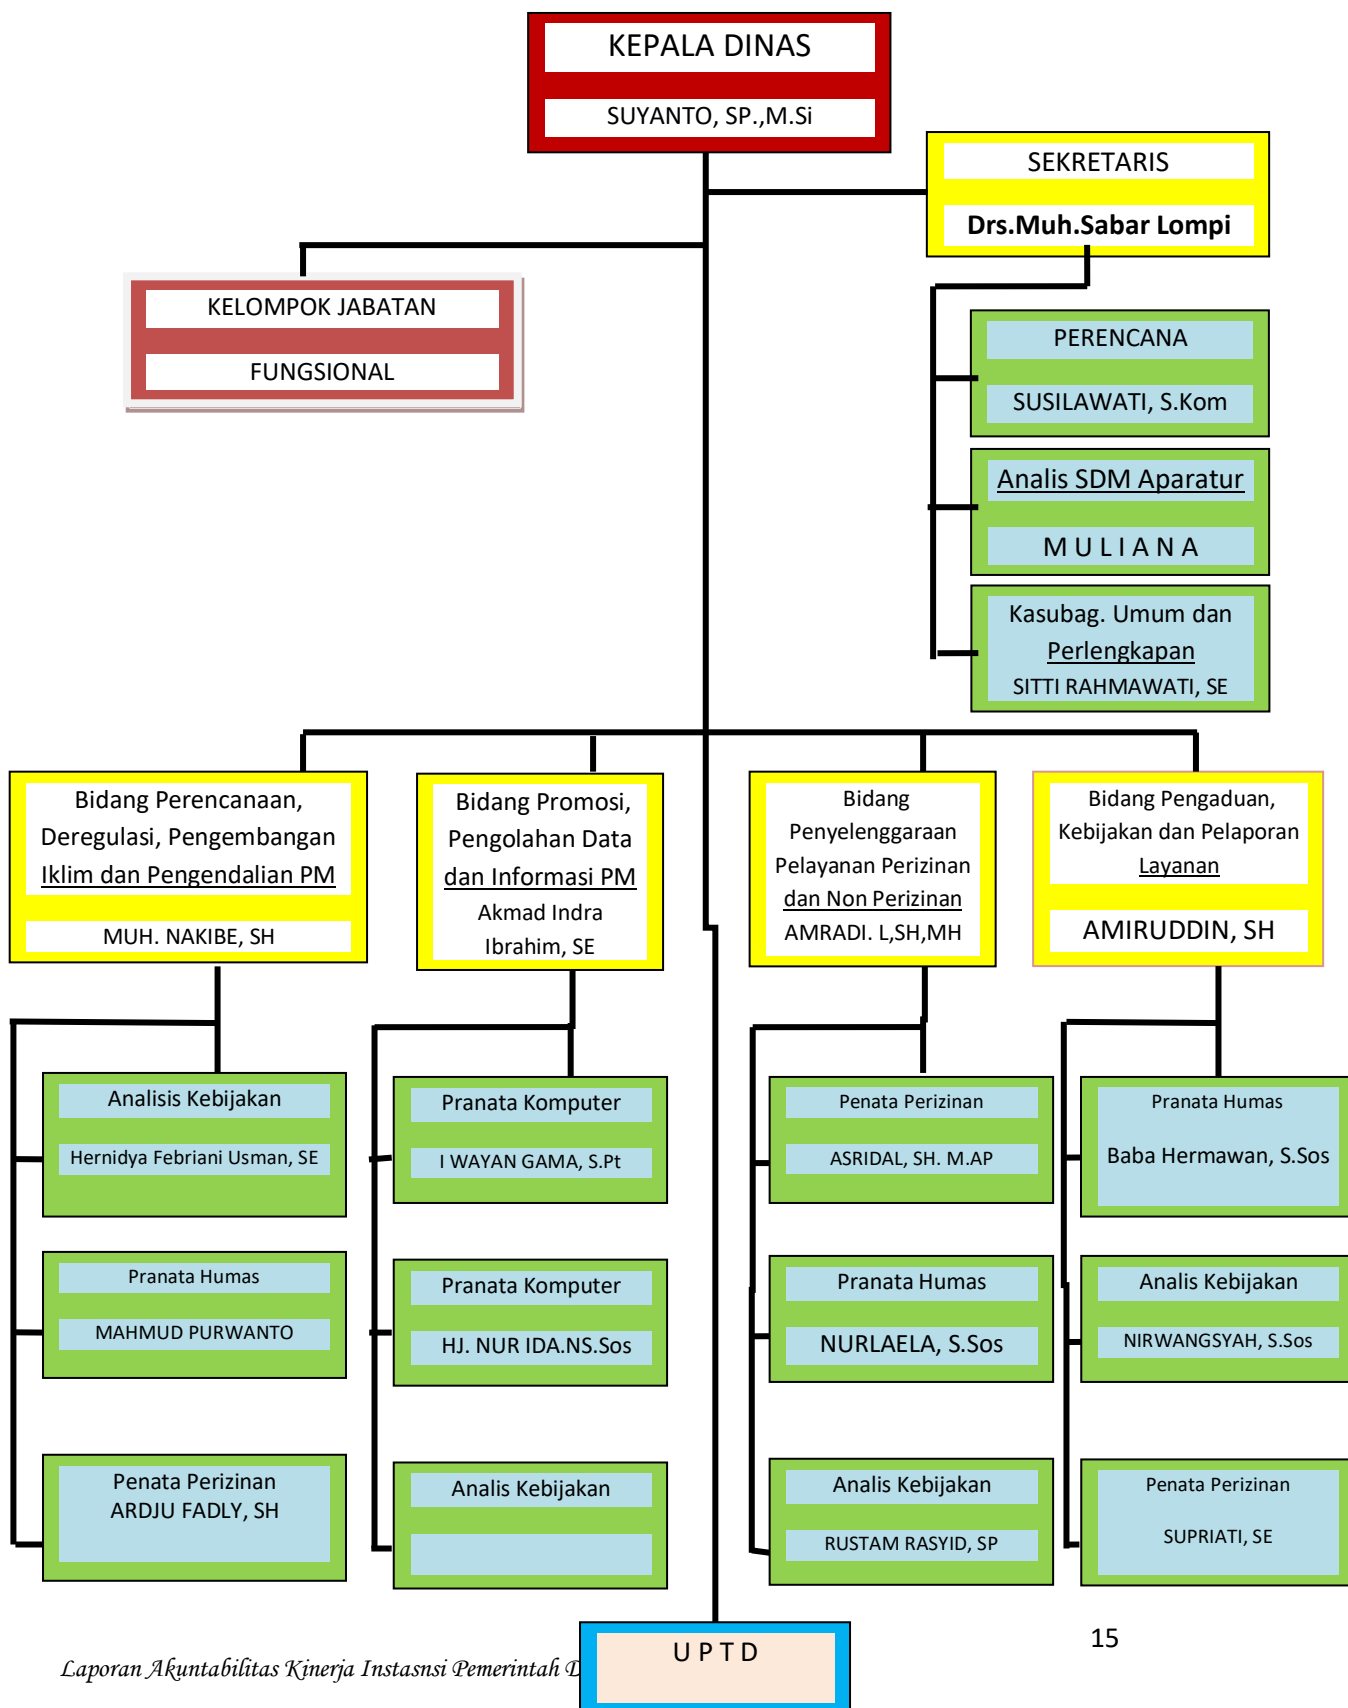 KEPALA DINAS
SUYANTO, SP.,M.Si
SEKRETARIS
Drs.Muh.Sabar Lompi
KELOMPOK JABATAN
FUNGSIONAL
PERENCANA
SUSILAWATI, S.Kom
Analis SDM Aparatur
M U L I A N A
Kasubag. Umum dan
Perlengkapan
SITTI RAHMAWATI, SE
Bidang Perencanaan,
Deregulasi, Pengembangan
Iklim dan Pengendalian PM
MUH. NAKIBE, SH
Bidang Promosi,
Pengolahan Data
dan Informasi PM
Akmad Indra
Ibrahim, SE
Bidang
Penyelenggaraan
Pelayanan Perizinan
dan Non Perizinan
AMRADI. L,SH,MH
Bidang Pengaduan,
Kebijakan dan Pelaporan
Layanan
AMIRUDDIN, SH
Analisis Kebijakan
Hernidya Febriani Usman, SE
Pranata Humas
MAHMUD PURWANTO
Penata Perizinan
ARDJU FADLY, SH
Pranata Komputer
I WAYAN GAMA, S.Pt
Pranata Komputer
HJ. NUR IDA.NS.Sos
Analis Kebijakan
Penata Perizinan
ASRIDAL, SH. M.AP
Pranata Humas
NURLAELA, S.Sos
Analis Kebijakan
RUSTAM RASYID, SP
Pranata Humas
Baba Hermawan, S.Sos
Analis Kebijakan
NIRWANGSYAH, S.Sos
Penata Perizinan
SUPRIATI, SE
U P T D
15
Laporan Akuntabilitas Kinerja Instasnsi Pemerintah